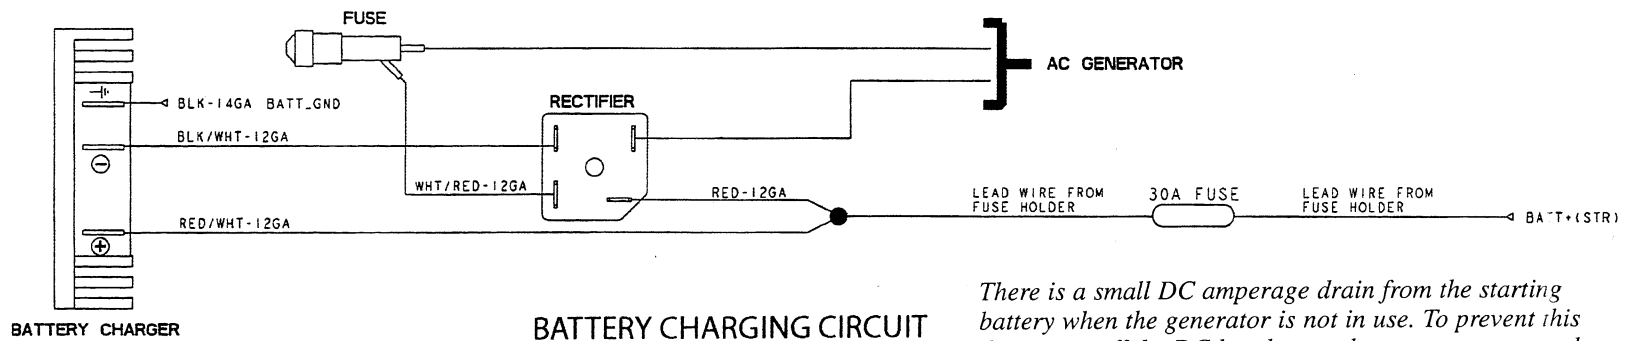 FUSE
AC GENERATOR
RECTIFIER
BLK-14GA BATT_GND
BLK/WHT-12GA
WHT/RED-12GA
RED-12GA
LEAD WIRE FROM
FUSE HOLDER
30A FUSE
LEAD WIRE FROM
FUSE HOLDER
BATT+(STR)
RED/WHT-12GA
BATTERY CHARGER
BATTERY CHARGING CIRCUIT
There is a small DC amperage drain from the starting
battery when the generator is not in use. To prevent this